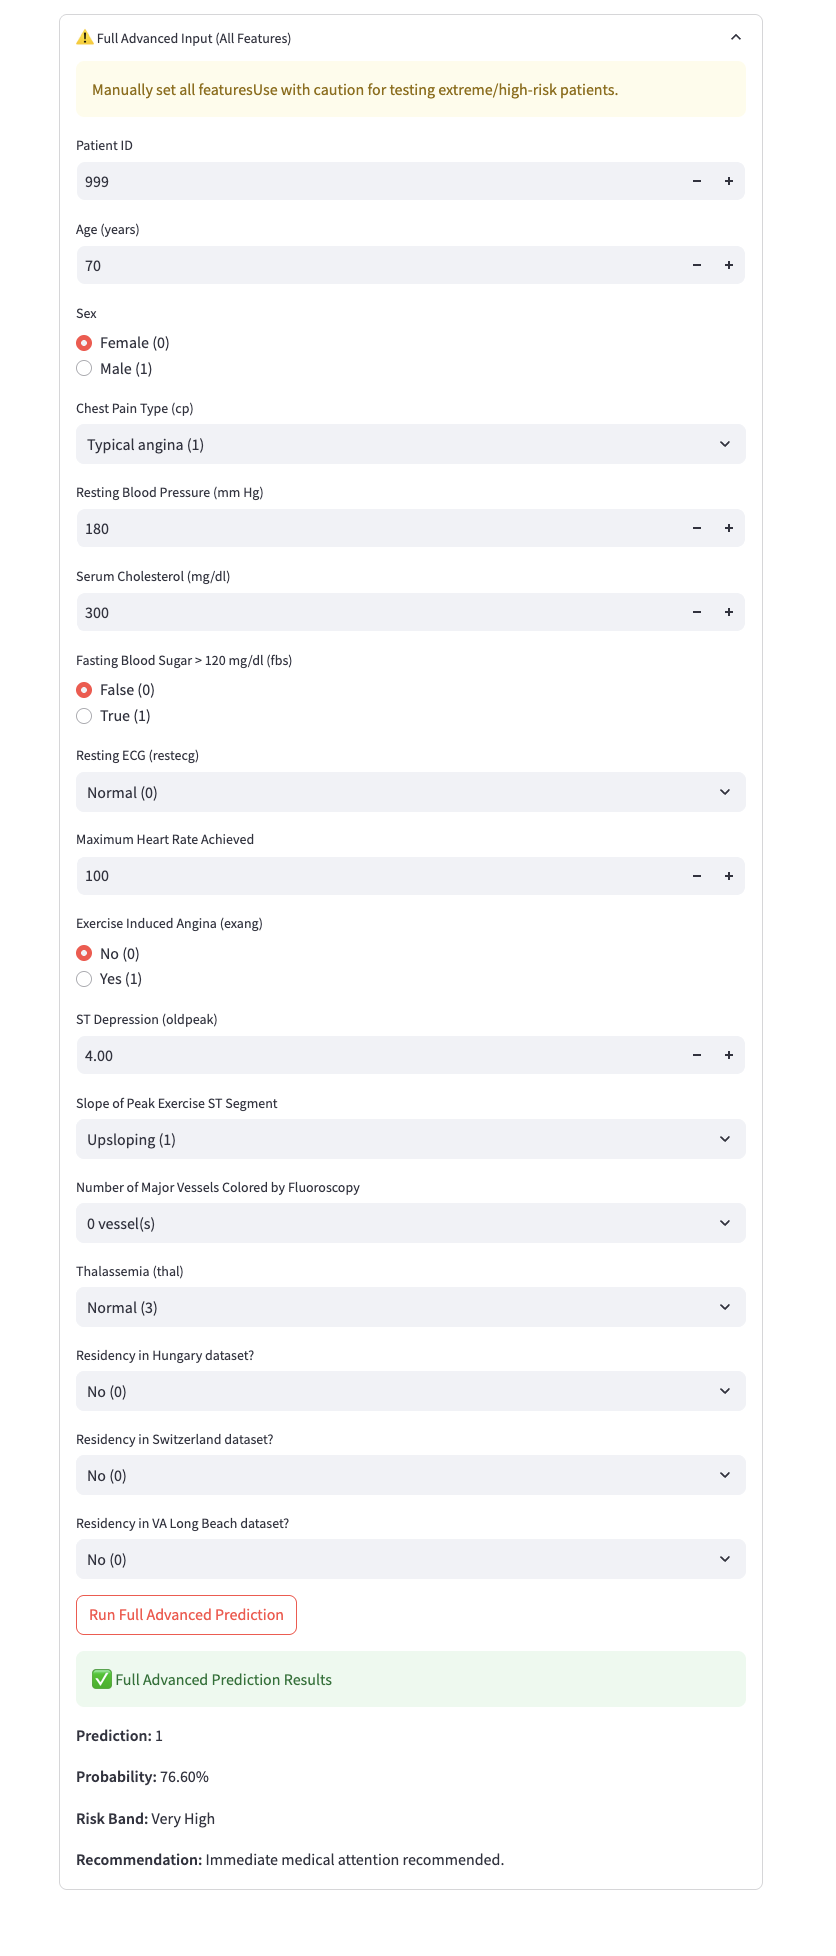 ⚠️ Full Advanced Input (All Features)
Manually set all featuresUse with caution for testing extreme/high-risk patients.
Patient ID
999
Age (years)
70
Sex
Female (0)
Male (1)
Chest Pain Type (cp)
Typical angina (1)
Resting Blood Pressure (mm Hg)
180
Serum Cholesterol (mg/dl)
300
Fasting Blood Sugar > 120 mg/dl (fbs)
False (0)
True (1)
Resting ECG (restecg)
Normal (0)
Maximum Heart Rate Achieved
100
Exercise Induced Angina (exang)
No (0)
Yes (1)
ST Depression (oldpeak)
4.00
Slope of Peak Exercise ST Segment
Upsloping (1)
Number of Major Vessels Colored by Fluoroscopy
0 vessel(s)
Thalassemia (thal)
Normal (3)
Residency in Hungary dataset?
No (0)
Residency in Switzerland dataset?
No (0)
Residency in VA Long Beach dataset?
No (0)
Run Full Advanced Prediction
✅ Full Advanced Prediction Results
Prediction: 1
Probability: 76.60%
Risk Band: Very High
Recommendation: Immediate medical attention recommended.